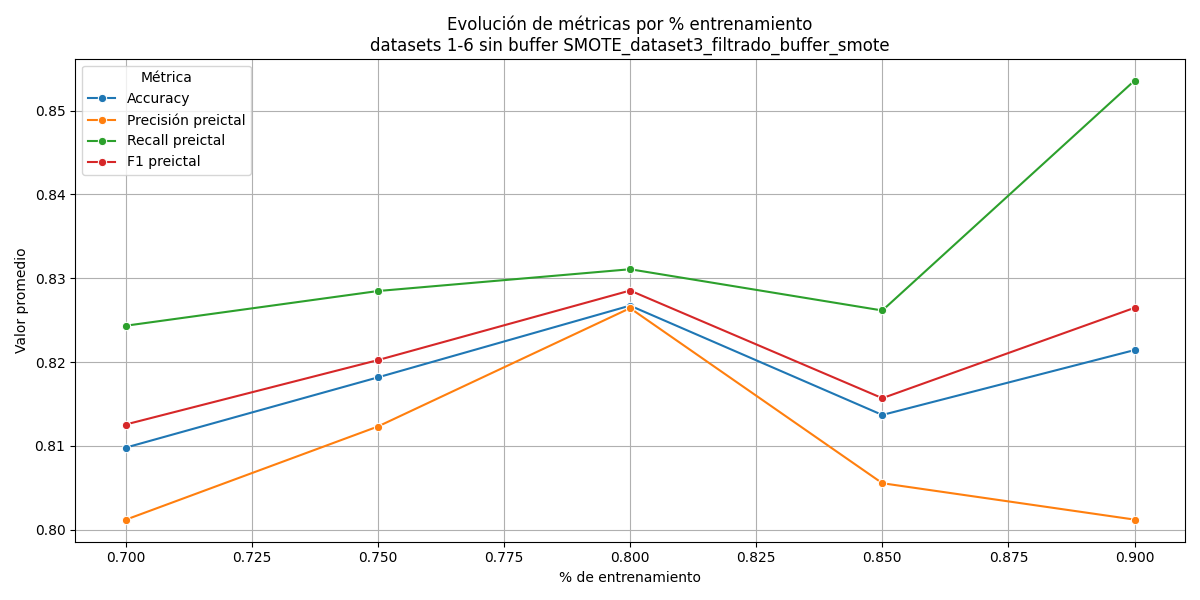 Evolución de métricas por % entrenamiento
datasets 1-6 sin buffer SMOTE_dataset3_filtrado_buffer_smote
Métrica
Accuracy
Precisión preictal
Recall preictal
F1 preictal
Valor promedio
0.85
0.84
0.83
0.82
0.81
0.80
0.700 0.725 0.750 0.775 0.800 0.825 0.850 0.875 0.900
% de entrenamiento